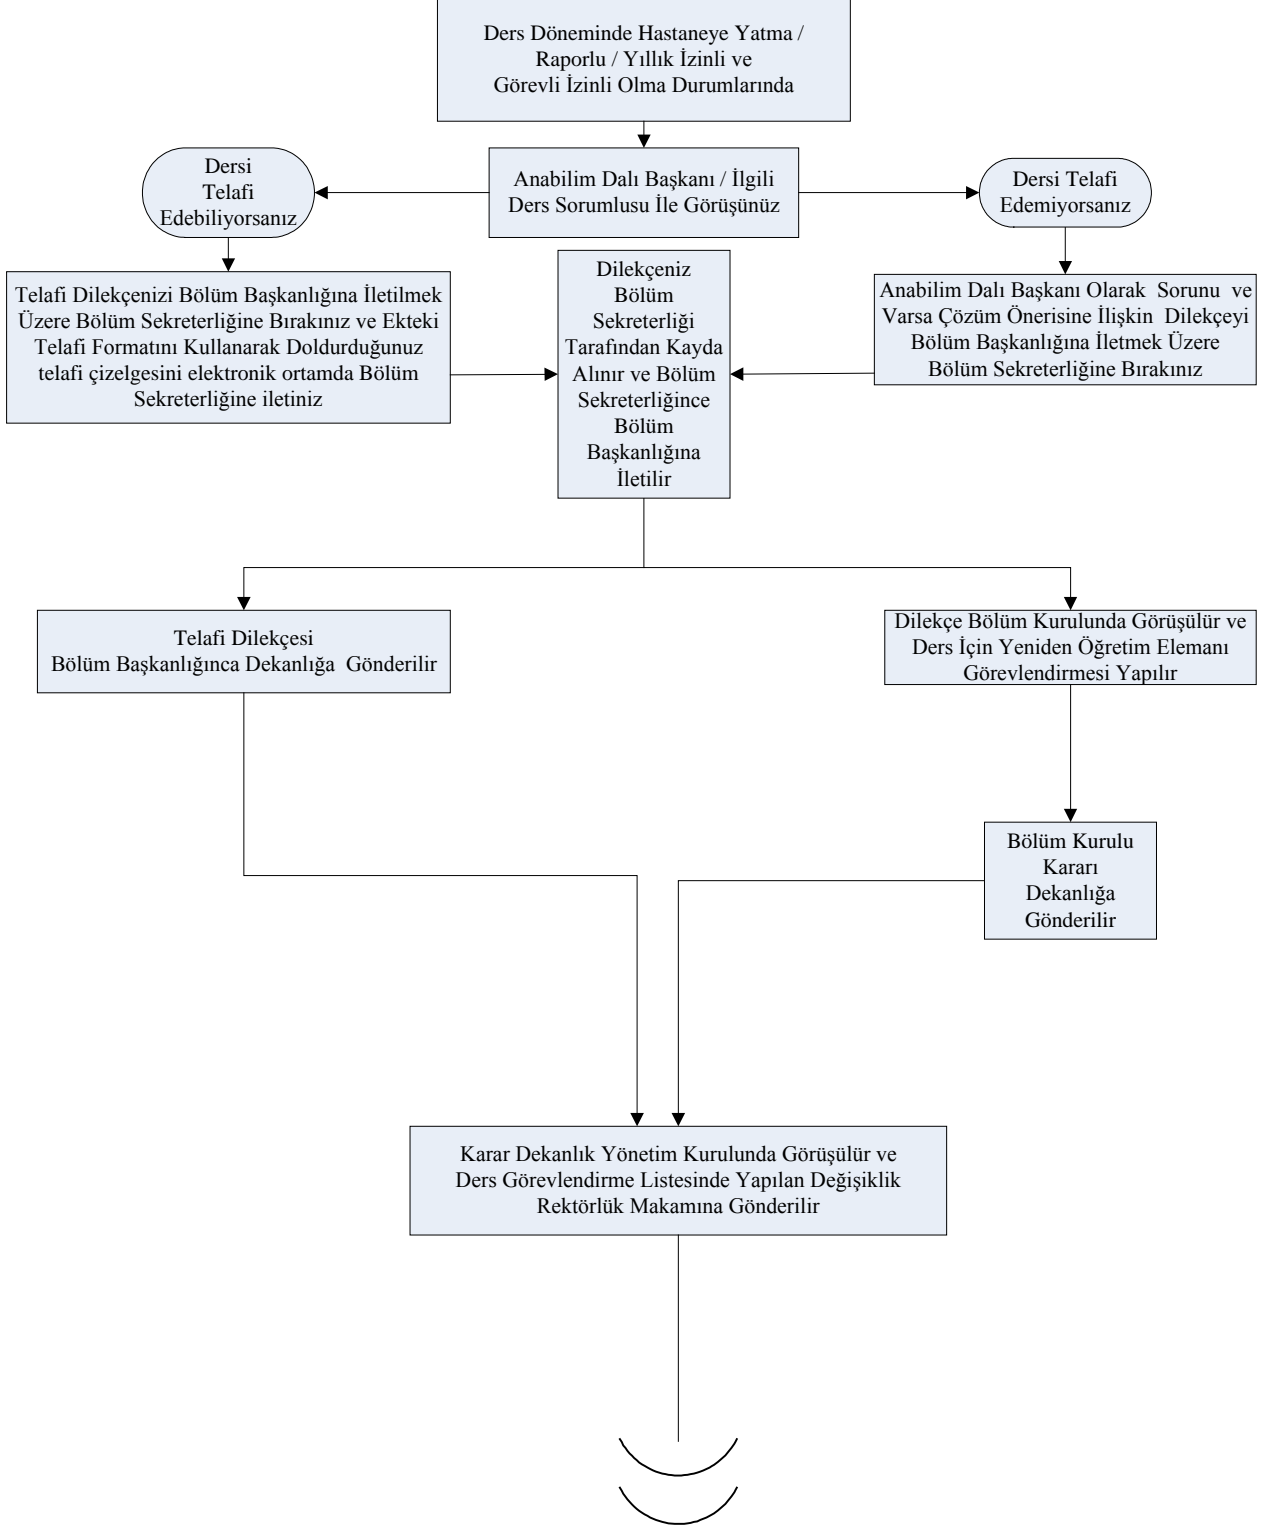 Ders Döneminde Hastaneye Yatma /
Raporlu / Yıllık İzinli ve
Görevli İzinli Olma Durumlarında
Anabilim Dalı Başkanı / İlgili
Ders Sorumlusu İle Görüşünüz
Dersi
Telafi
Edebiliyorsanız
Dersi Telafi
Edemiyorsanız
Telafi Dilekçenizi Bölüm Başkanlığına İletilmek
Üzere Bölüm Sekreterliğine Bırakınız ve Ekteki
Telafi Formatını Kullanarak Doldurduğunuz
telafi çizelgesini elektronik ortamda Bölüm
Sekreterliğine iletiniz
Dilekçeniz
Bölüm
Sekreterliği
Tarafından Kayda
Alınır ve Bölüm
Sekreterliğince
Bölüm
Başkanlığına
İletilir
Anabilim Dalı Başkanı Olarak Sorunu ve
Varsa Çözüm Önerisine İlişkin Dilekçeyi
Bölüm Başkanlığına İletmek Üzere
Bölüm Sekreterliğine Bırakınız
Telafi Dilekçesi
Bölüm Başkanlığınca Dekanlığa Gönderilir
Dilekçe Bölüm Kurulunda Görüşülür ve
Ders İçin Yeniden Öğretim Elemanı
Görevlendirmesi Yapılır
Bölüm Kurulu
Kararı
Dekanlığa
Gönderilir
Karar Dekanlık Yönetim Kurulunda Görüşülür ve
Ders Görevlendirme Listesinde Yapılan Değişiklik
Rektörlük Makamına Gönderilir